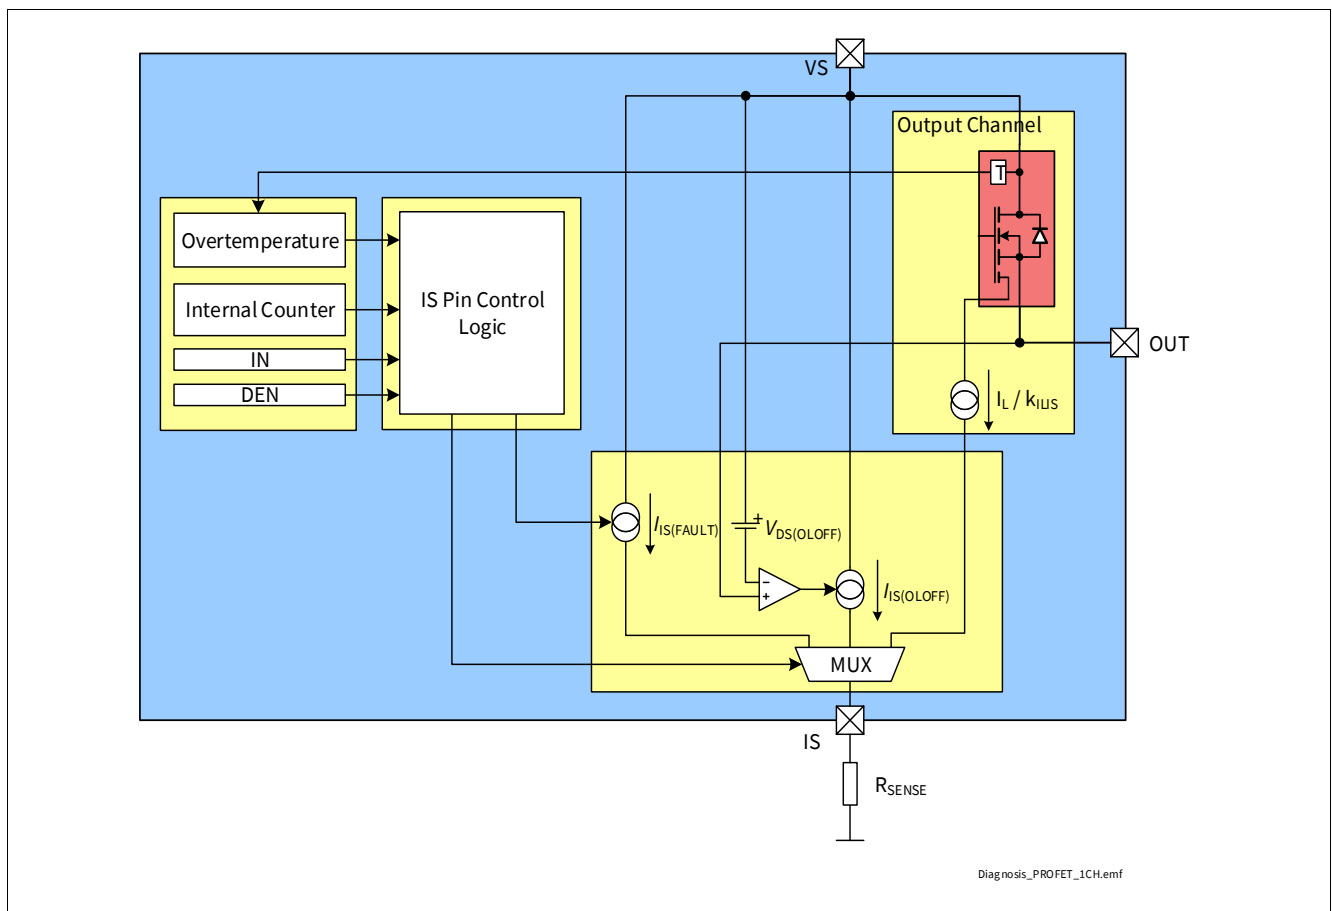 VS
Output Channel
T
Overtemperature
Internal Counter
IN
DEN
IS Pin Control
Logic
OUT
IL / kILIS
IIS(FAULT)
+
VDS(OLOFF)
−
+
IIS(OLOFF)
MUX
IS
RSENSE
Diagnosis_PROFET_1CH.emf